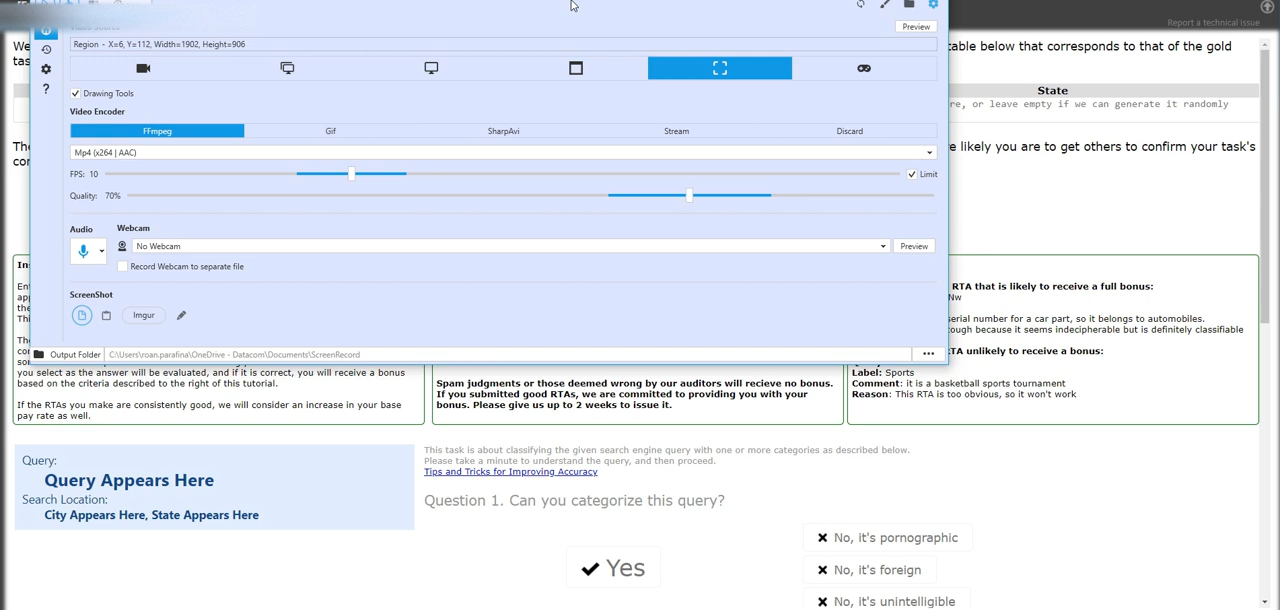 Report a technical issue
Preview
Region - X=6, Y=112, Width=1902, Height=906
We
table below that corresponds to that of the gold
tas
Drawing Tools
State
re, or leave empty if we can generate it randomly
Video Encoder
FFmpeg
Gif
SharpAvi
Stream
Discard
The
e likely you are to get others to confirm your task's
con
Mp4 (x264 | AAC)
FPS: 10
Limit
Quality: 70%
Audio
Webcam
No Webcam
Preview
Record Webcam to separate file
ScreenShot
Imgur
Output Folder
C:\Users\roan.parafina\OneDrive - Datacom\Documents\ScreenRecord
RTA that is likely to receive a full bonus:
Nw
serial number for a car part, so it belongs to automobiles.
ough because it seems indecipherable but is definitely classifiable
TA unlikely to receive a bonus:
you select as the answer will be evaluated, and if it is correct, you will receive a bonus
based on the criteria described to the right of this tutorial.
If the RTAs you make are consistently good, we will consider an increase in your base
pay rate as well.
Spam judgments or those deemed wrong by our auditors will recieve no bonus.
If you submitted good RTAs, we are committed to providing you with your
bonus. Please give us up to 2 weeks to issue it.
Label: Sports
Comment: it is a basketball sports tournament
Reason: This RTA is too obvious, so it won't work
Query:
Query Appears Here
Search Location:
City Appears Here, State Appears Here
This task is about classifying the given search engine query with one or more categories as described below.
Please take a minute to understand the query, and then proceed.
Tips and Tricks for Improving Accuracy
Question 1. Can you categorize this query?
Yes
No, it's pornographic
No, it's foreign
No, it's unintelligible